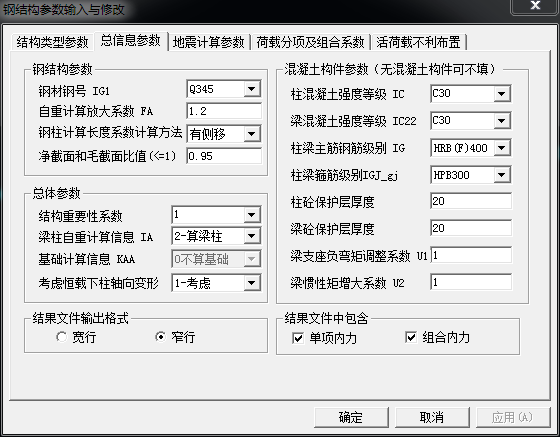 钢结构参数输入与修改
结构类型参数 总信息参数 地震计算参数 荷载分项及组合系数 活荷载不利布置
钢结构参数
钢材钢号 IG1 Q345
自重计算放大系数 FA 1.2
钢柱计算长度系数计算方法 有侧移
净截面和毛截面比值(<=1) 0.95
总体参数
结构重要性系数 1
梁柱自重计算信息 IA 2-算梁柱
基础计算信息 KAA 0不算基础
考虑恒载下柱轴向变形 1-考虑
结果文件输出格式
宽行 窄行
混凝土构件参数（无混凝土构件可不填）
柱混凝土强度等级 IC C30
梁混凝土强度等级 IC22 C30
柱梁主筋钢筋级别 IG HRB(F)400
柱梁箍筋级别IGJ_gj HPB300
柱砼保护层厚度 20
梁砼保护层厚度 20
梁支座负弯矩调整系数 U1 1
梁惯性矩增大系数 U2 1
结果文件中包含
单项内力 组合内力
确定 取消 应用(A)